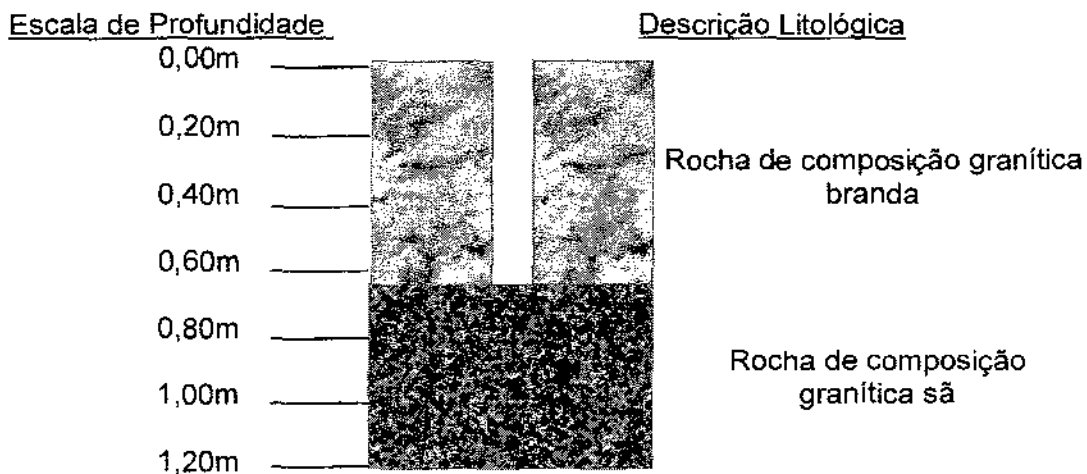 Escala de Profundidade
Descrição Litológica
0,00m
0,20m
0,40m
0,60m
0,80m
1,00m
1,20m
Rocha de composição granítica
branda
Rocha de composição
granítica sã